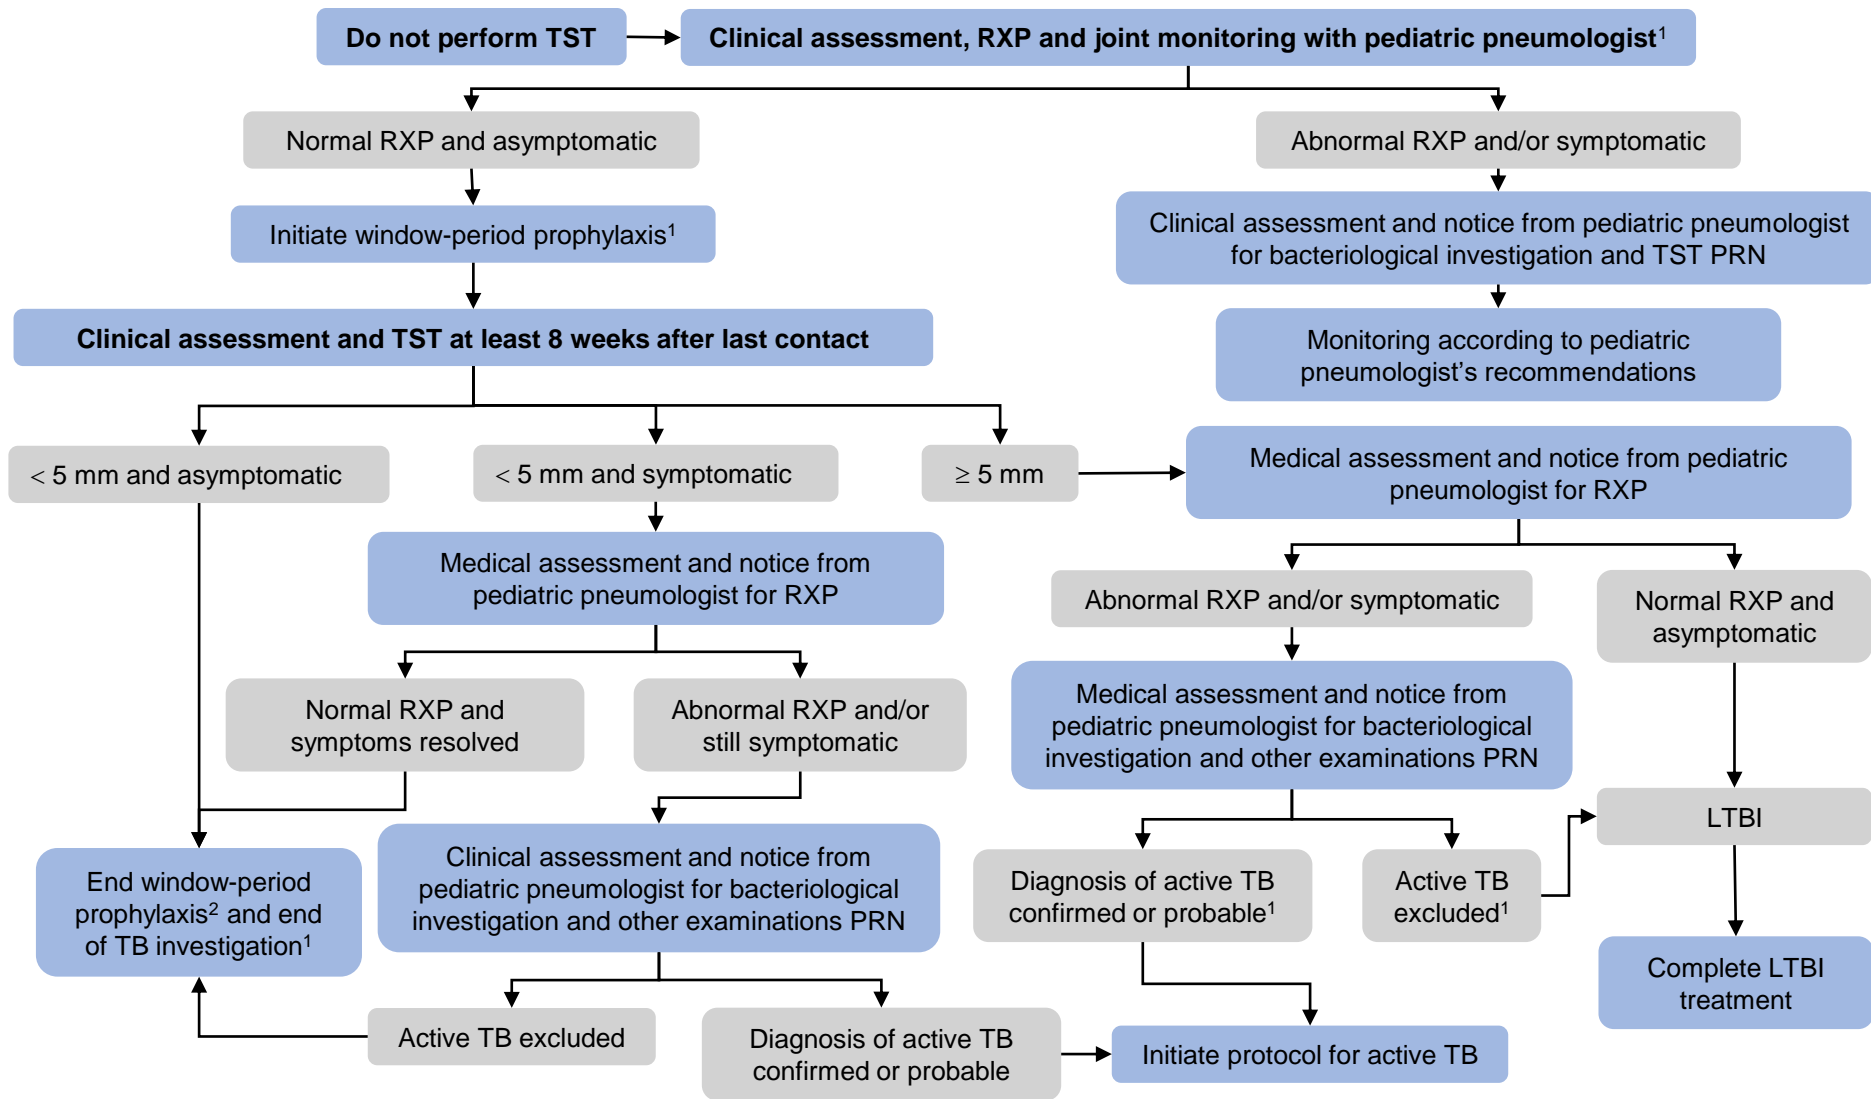 Do not perform TST
Clinical assessment, RXP and joint monitoring with pediatric pneumologist¹
Normal RXP and asymptomatic
Abnormal RXP and/or symptomatic
Initiate window-period prophylaxis¹
Clinical assessment and notice from pediatric pneumologist
for bacteriological investigation and TST PRN
Clinical assessment and TST at least 8 weeks after last contact
Monitoring according to pediatric
pneumologist’s recommendations
< 5 mm and asymptomatic
< 5 mm and symptomatic
≥ 5 mm
Medical assessment and notice from pediatric
pneumologist for RXP
Medical assessment and notice from
pediatric pneumologist for RXP
Abnormal RXP and/or symptomatic
Normal RXP and
asymptomatic
Normal RXP and
symptoms resolved
Abnormal RXP and/or
still symptomatic
Medical assessment and notice from
pediatric pneumologist for bacteriological
investigation and other examinations PRN
LTBI
End window-period
prophylaxis² and end
of TB investigation¹
Clinical assessment and notice from
pediatric pneumologist for bacteriological
investigation and other examinations PRN
Diagnosis of active TB
confirmed or probable¹
Active TB
excluded¹
Complete LTBI
treatment
Active TB excluded
Diagnosis of active TB
confirmed or probable
Initiate protocol for active TB